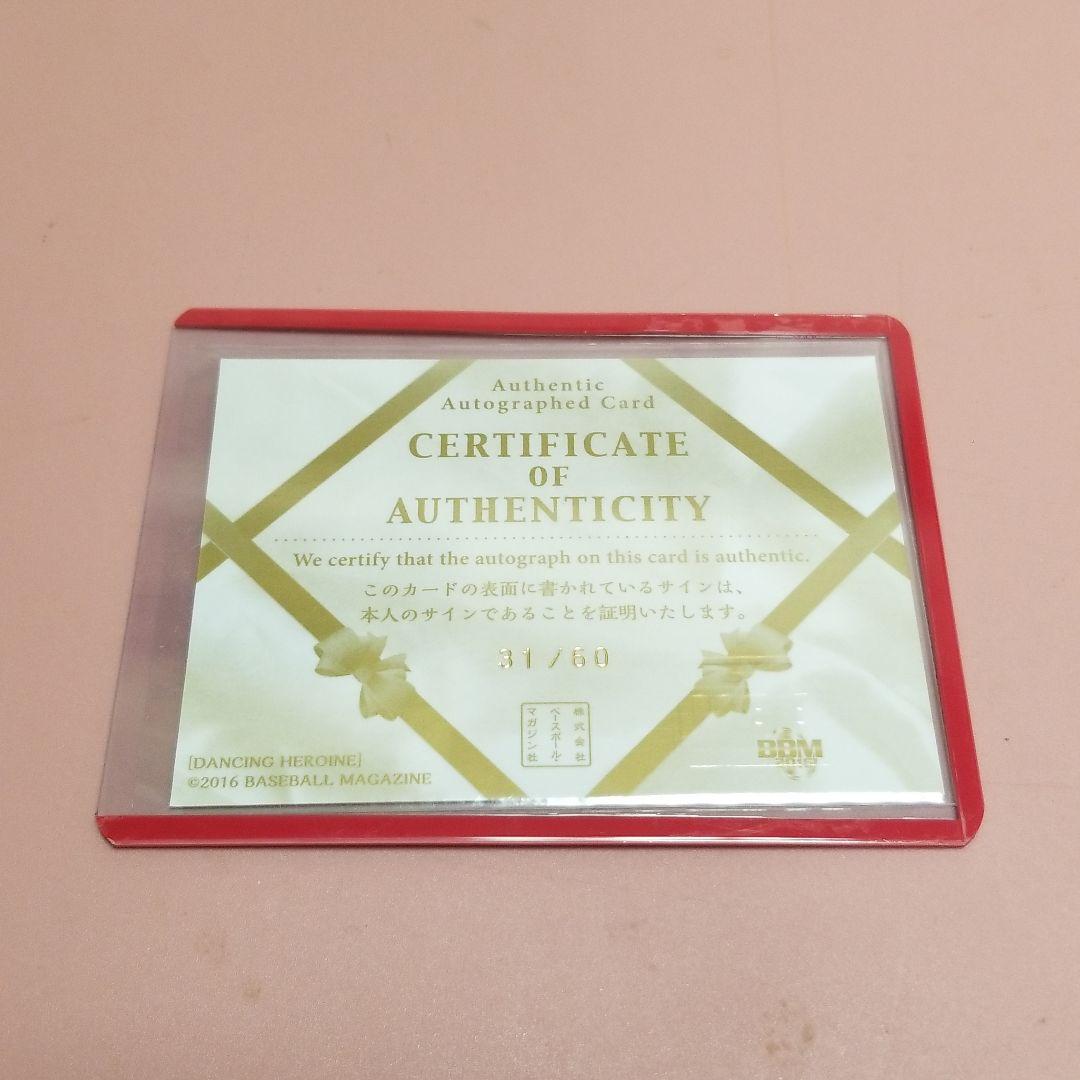 Authentic
Autographed Card
CERTIFICATE
OF
AUTHENTICITY
We certify that the autograph on this card is authentic.
このカードの表面に書かれているサインは、
本人のサインであることを証明いたします。
31/60
株式会社
ベースボール・
マガジン社
BBM
2016
[DANCING HEROINE]
©2016 BASEBALL MAGAZINE